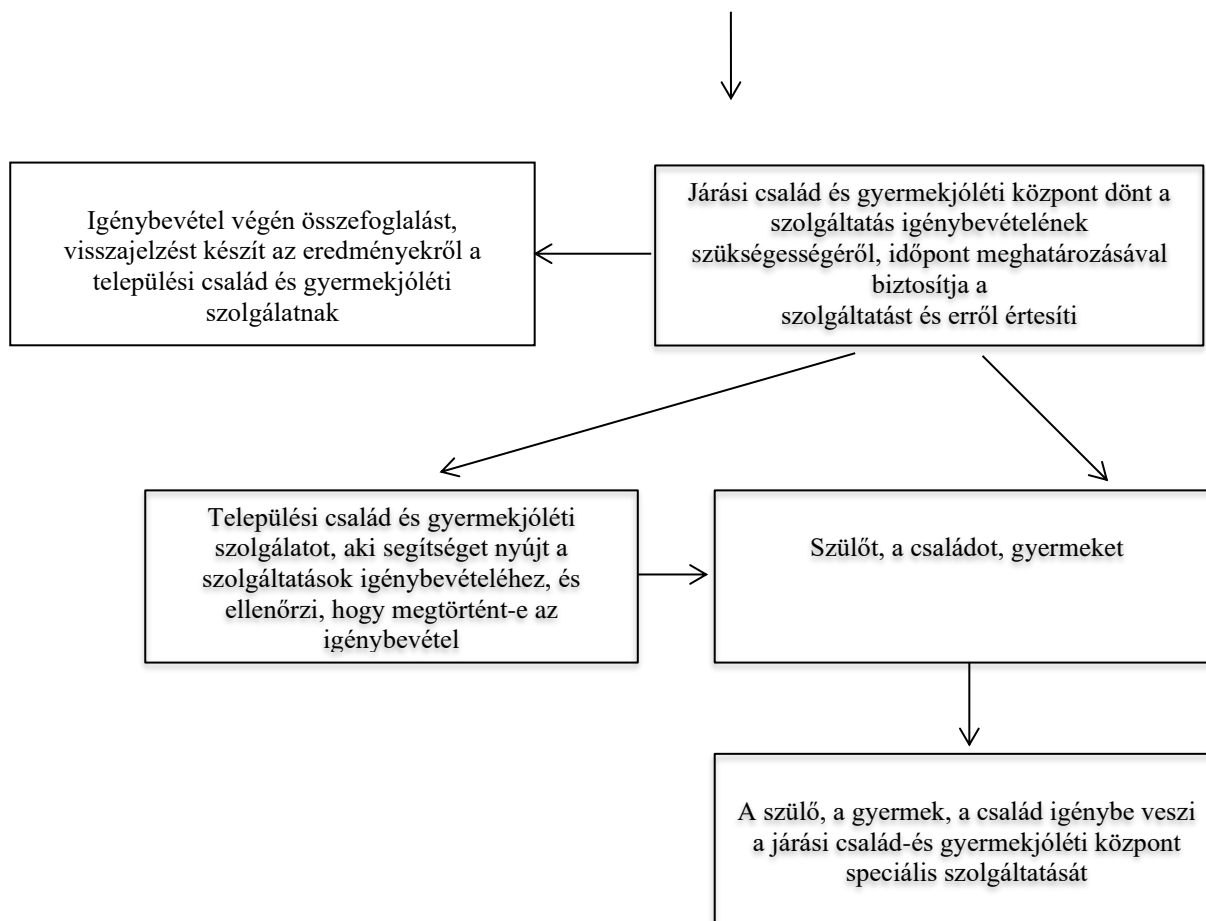 Igénybevétel végén összefoglalást,
visszajelzést készít az eredményekről a
települési család és gyermekjóléti
szolgálatnak
Járási család és gyermekjóléti központ dönt a
szolgáltatás igénybevételének
szükségességéről, időpont meghatározásával
biztosítja a
szolgáltatást és erről értesíti
Települési család és gyermekjóléti
szolgálatot, aki segítséget nyújt a
szolgáltatások igénybevételéhez, és
ellenőrzi, hogy megtörtént-e az
igénybevétel
Szülőt, a családot, gyermeket
A szülő, a gyermek, a család igénybe veszi
a járási család-és gyermekjóléti központ
speciális szolgáltatását